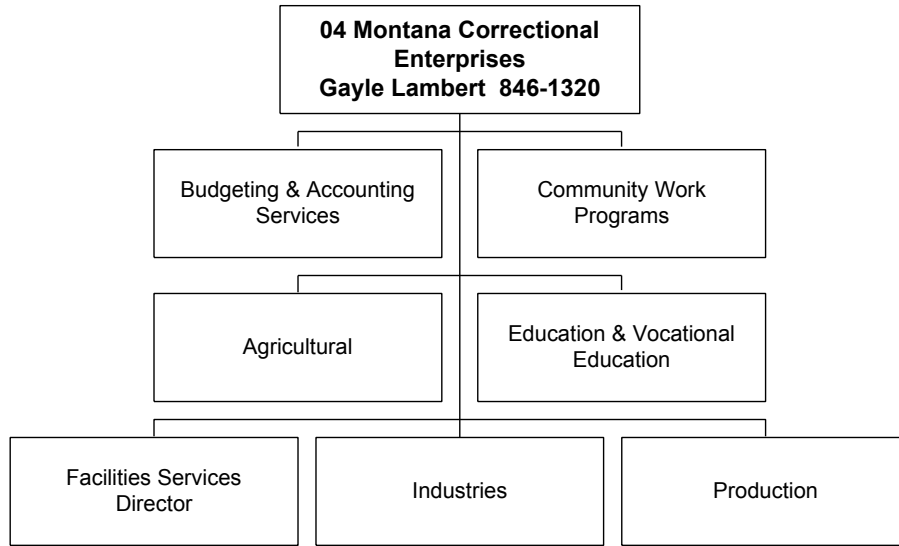 04 Montana Correctional
Enterprises
Gayle Lambert  846-1320
Budgeting & Accounting
Services
Community Work
Programs
Agricultural
Education & Vocational
Education
Facilities Services
Director
Industries
Production